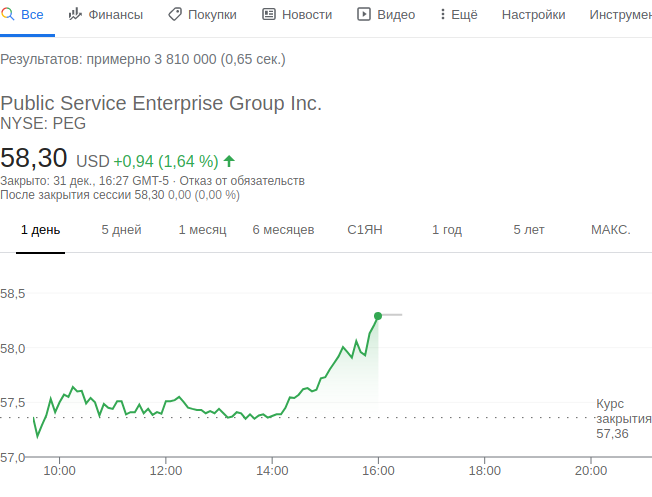 Все Финансы Покупки Новости Видео Ещё Настройки
Результатов: примерно 3 810 000 (0,65 сек.)
Public Service Enterprise Group Inc.
NYSE: PEG
58,30 USD +0,94 (1,64 %)
Закрыто: 31 дек., 16:27 GMT-5 · Отказ от обязательств
После закрытия сессии 58,30 0,00 (0,00 %)
1 день 5 дней 1 месяц 6 месяцев С1ЯН 1 год 5 лет МАКС.
58,5
58,0
57,5
Курс
закрытия
57,36
57,0
10:00 12:00 14:00 16:00 18:00 20:00